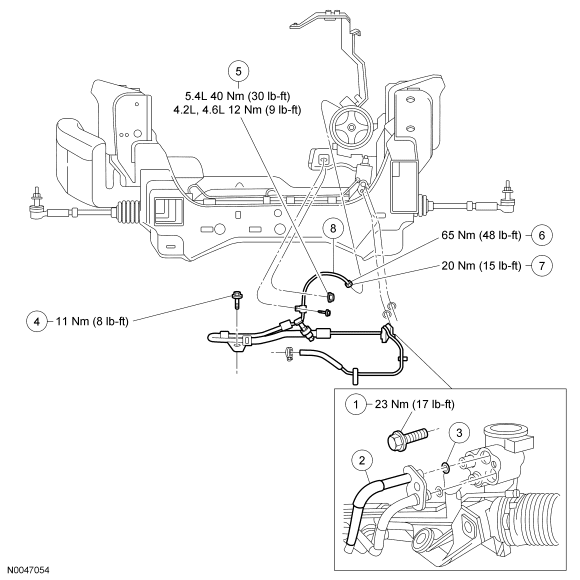 5
5.4L 40 Nm (30 lb-ft)
4.2L, 4.6L 12 Nm (9 lb-ft)
8
65 Nm (48 lb-ft) 6
20 Nm (15 lb-ft) 7
4 11 Nm (8 lb-ft)
1 23 Nm (17 lb-ft)
3
2
N0047054